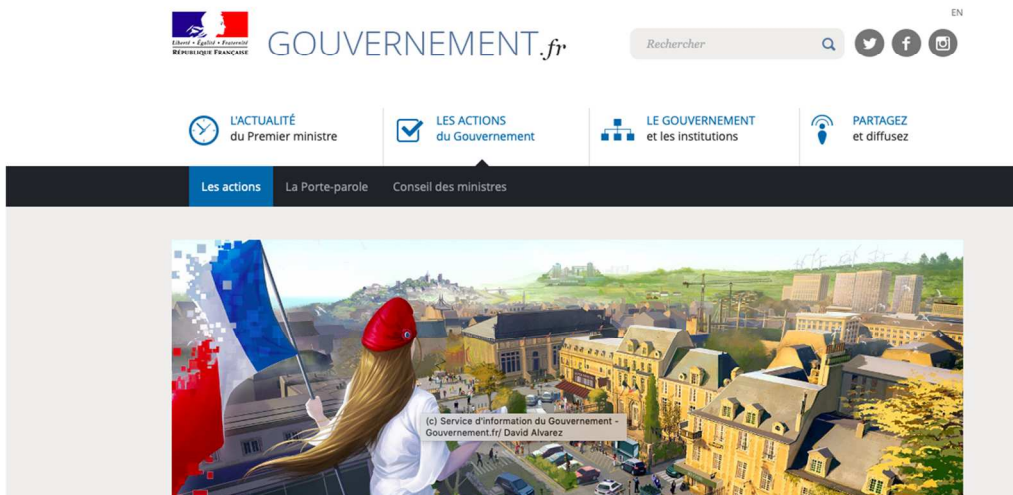 EN
Liberté • Égalité • Fraternité
RÉPUBLIQUE FRANÇAISE
GOUVERNEMENT.fr
Rechercher
L'ACTUALITÉ
du Premier ministre
LES ACTIONS
du Gouvernement
LE GOUVERNEMENT
et les institutions
PARTAGEZ
et diffusez
Les actions
La Porte-parole
Conseil des ministres
(c) Service d'information du Gouvernement -
Gouvernement.fr/ David Alvarez